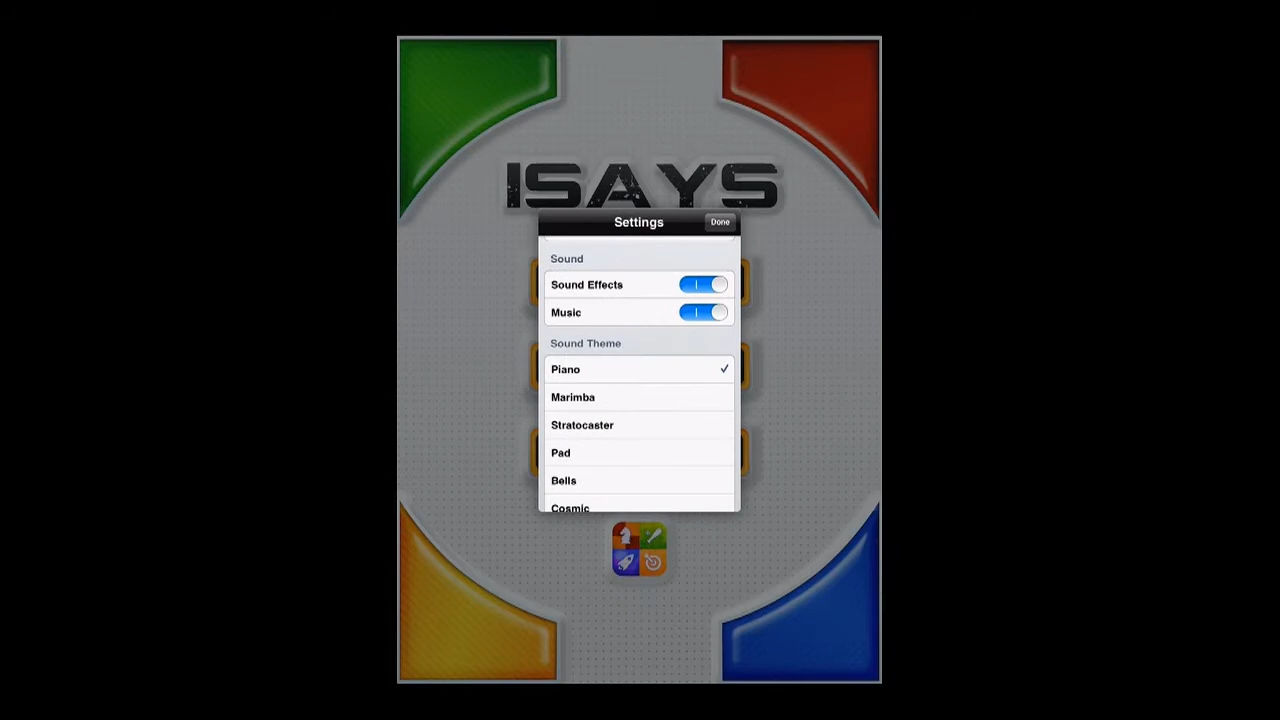 ISAYS
Settings
Done
Sound
Sound Effects
Music
Sound Theme
Piano
Marimba
Stratocaster
Pad
Bells
Cosmic